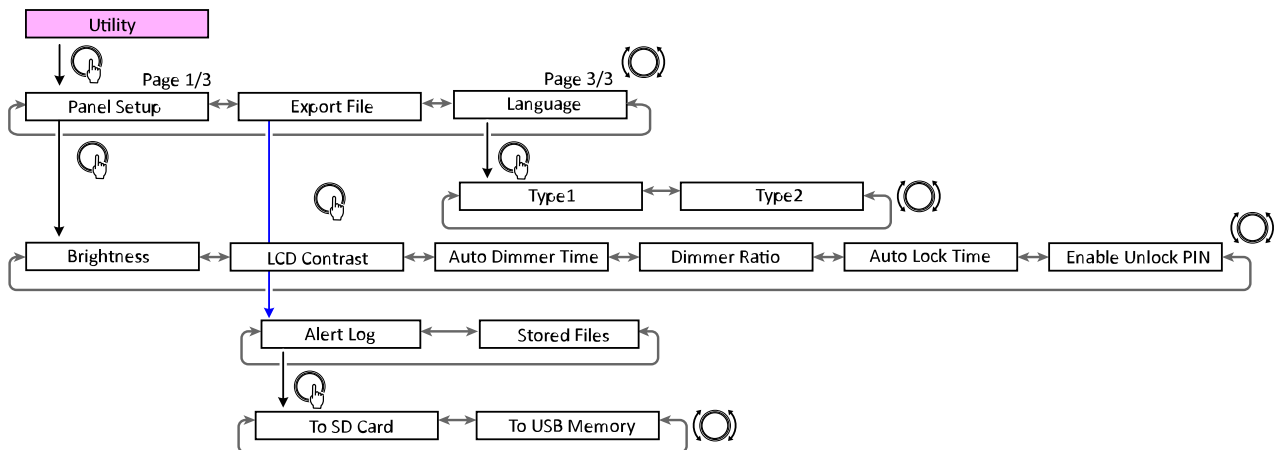 Utility
Page 1/3
Page 3/3
Panel Setup
Export File
Language
Type1
Type2
Brightness
LCD Contrast
Auto Dimmer Time
Dimmer Ratio
Auto Lock Time
Enable Unlock PIN
Alert Log
Stored Files
To SD Card
To USB Memory